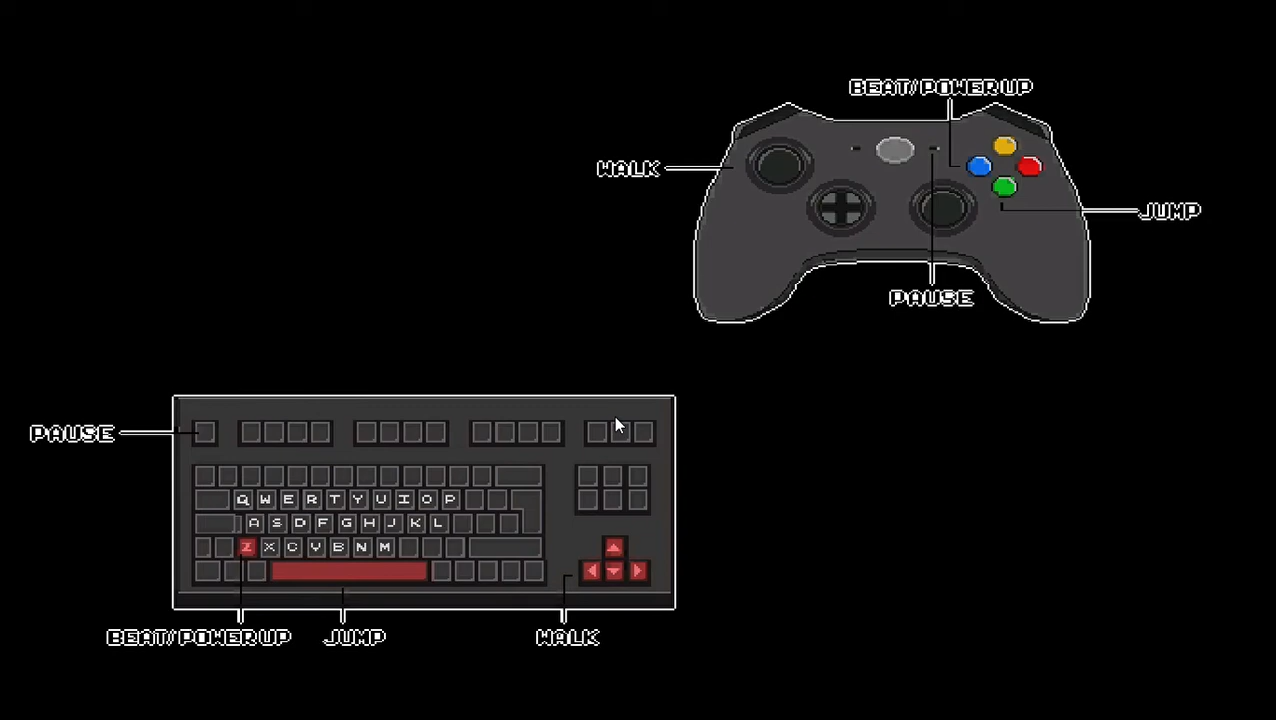 BEAT/POWER UP
WALK
JUMP
PAUSE
PAUSE
Q W E R T Y U I O P
A S D F G H J K L
Z X C V B N M
BEAT/POWER UP
JUMP
WALK